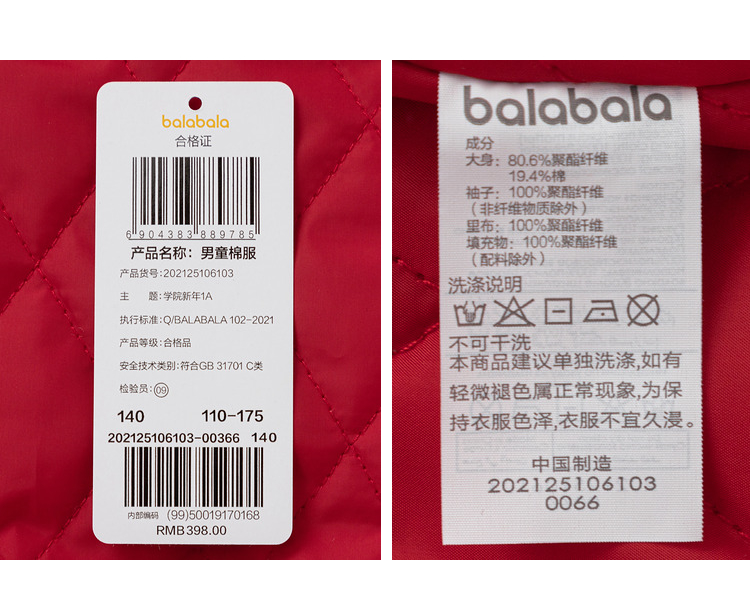 balabala
合格证
6 904383 889785
产品名称：男童棉服
产品货号：202125106103
主 题：学院新年1A
执行标准：Q/BALABALA 102-2021
产品等级：合格品
安全技术类别：符合GB 31701 C类
检验员：09
140 110-175
202125106103-00366 140
内部编码 (99)50019170168
RMB398.00
balabala
成分
大身：80.6%聚酯纤维
19.4%棉
袖子：100%聚酯纤维
（非纤维物质除外）
里布：100%聚酯纤维
填充物：100%聚酯纤维
（配料除外）
洗涤说明
不可干洗
本商品建议单独洗涤,如有
轻微褪色属正常现象,为保
持衣服色泽,衣服不宜久浸。
中国制造
202125106103
0066